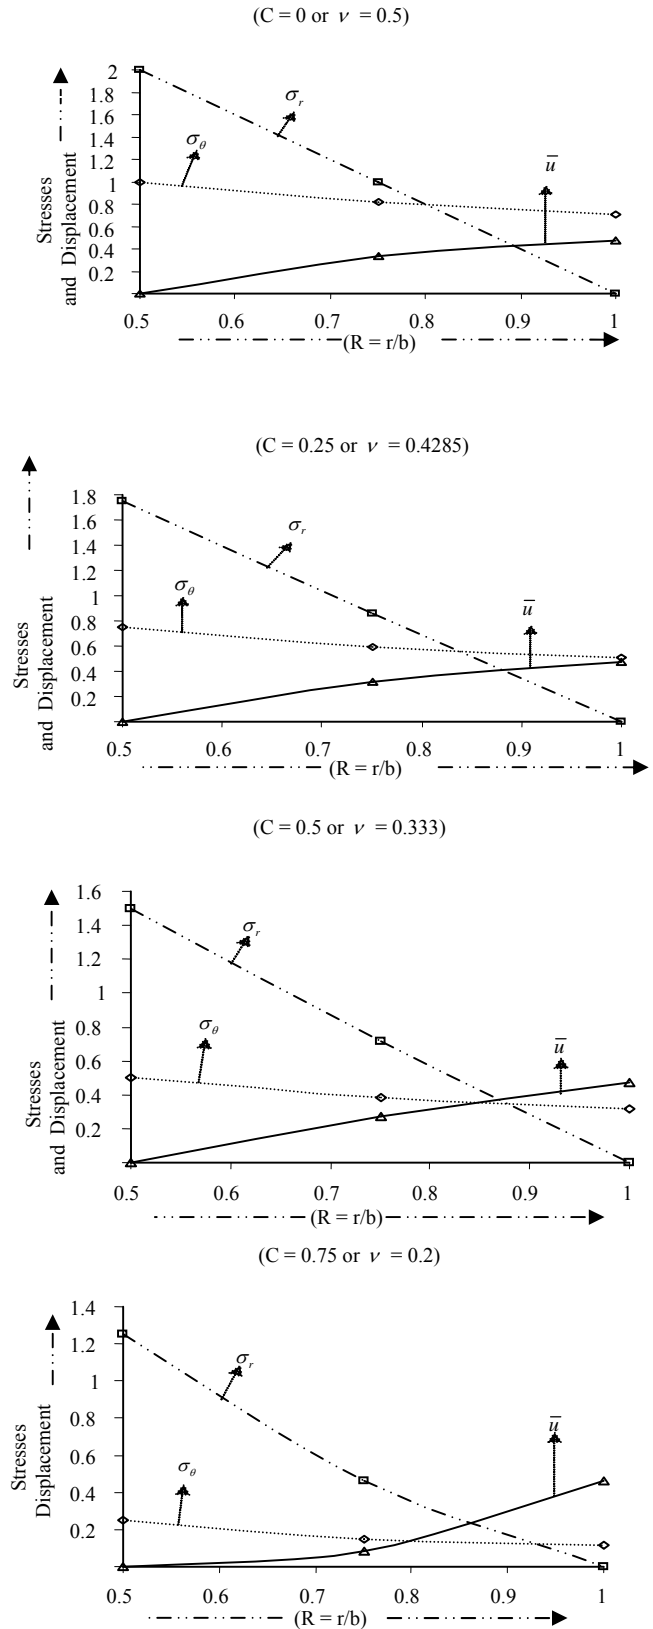 (C = 0 or ν = 0.5)
2
1.8
1.6
1.4
1.2
1
0.8
0.6
0.4
0.2
Stresses
and Displacement
σr
σθ
u̅
0.5 0.6 0.7 0.8 0.9 1
(R = r/b)
(C = 0.25 or ν = 0.4285)
1.8
1.6
1.4
1.2
1
0.8
0.6
0.4
0.2
Stresses
and Displacement
σr
σθ
u̅
0.5 0.6 0.7 0.8 0.9 1
(R = r/b)
(C = 0.5 or ν = 0.333)
1.6
1.4
1.2
1
0.8
0.6
0.4
0.2
Stresses
and Displacement
σr
σθ
u̅
0.5 0.6 0.7 0.8 0.9 1
(R = r/b)
(C = 0.75 or ν = 0.2)
1.4
1.2
1
0.8
0.6
0.4
0.2
Stresses
Displacement
σr
σθ
u̅
0.5 0.6 0.7 0.8 0.9 1
(R = r/b)